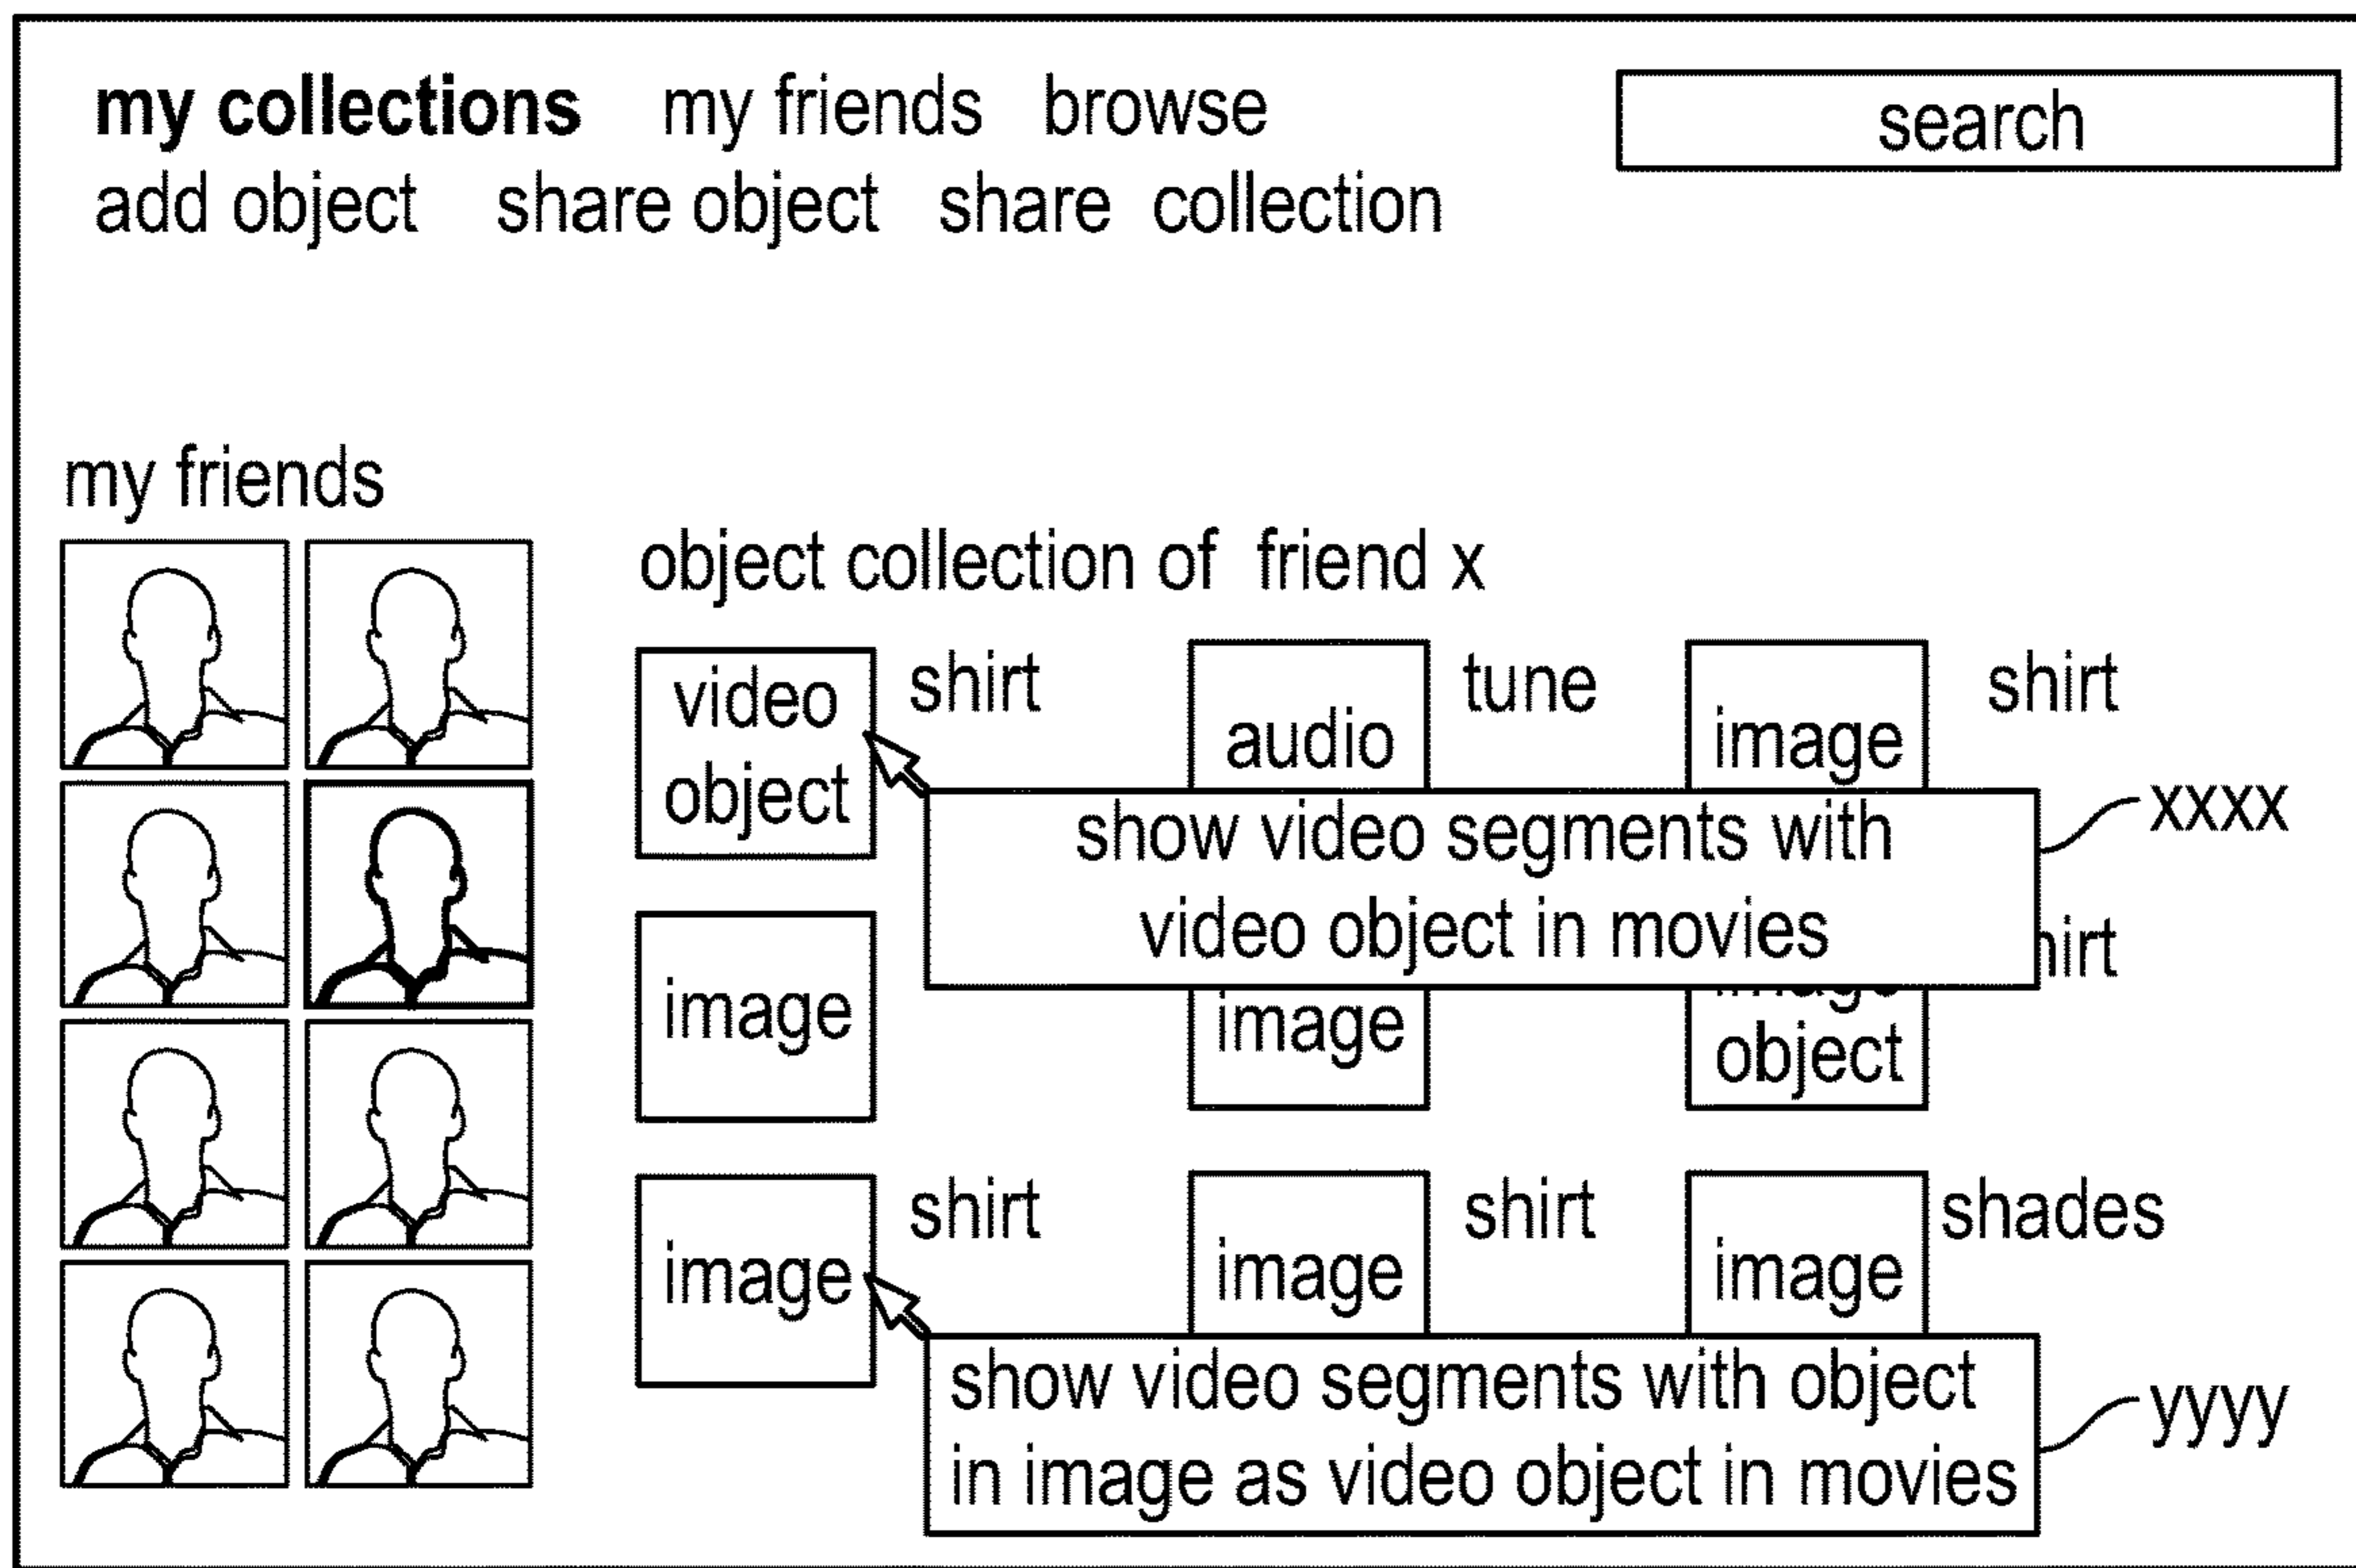 my collections my friends browse search
add object share object share collection
my friends
object collection of friend x
video object shirt audio tune image shirt
show video segments with
video object in movies
xxxx
image image object
shirt image shirt image shades image
show video segments with object
in image as video object in movies
yyyy